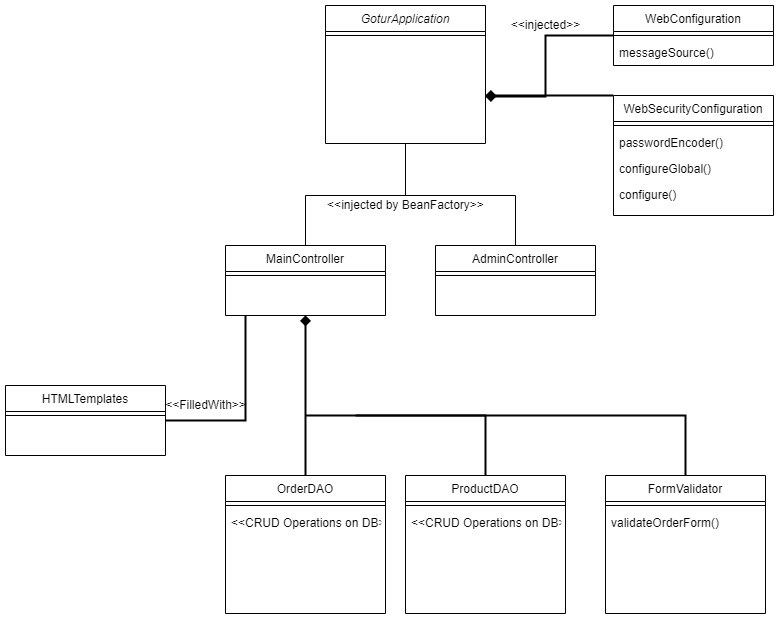 GoturApplication
<<injected>>
WebConfiguration
messageSource()
WebSecurityConfiguration
passwordEncoder()
configureGlobal()
configure()
<<injected by BeanFactory>>
MainController
AdminController
HTMLTemplates
<<FilledWith>>
OrderDAO
<<CRUD Operations on DB>
ProductDAO
<<CRUD Operations on DB>
FormValidator
validateOrderForm()